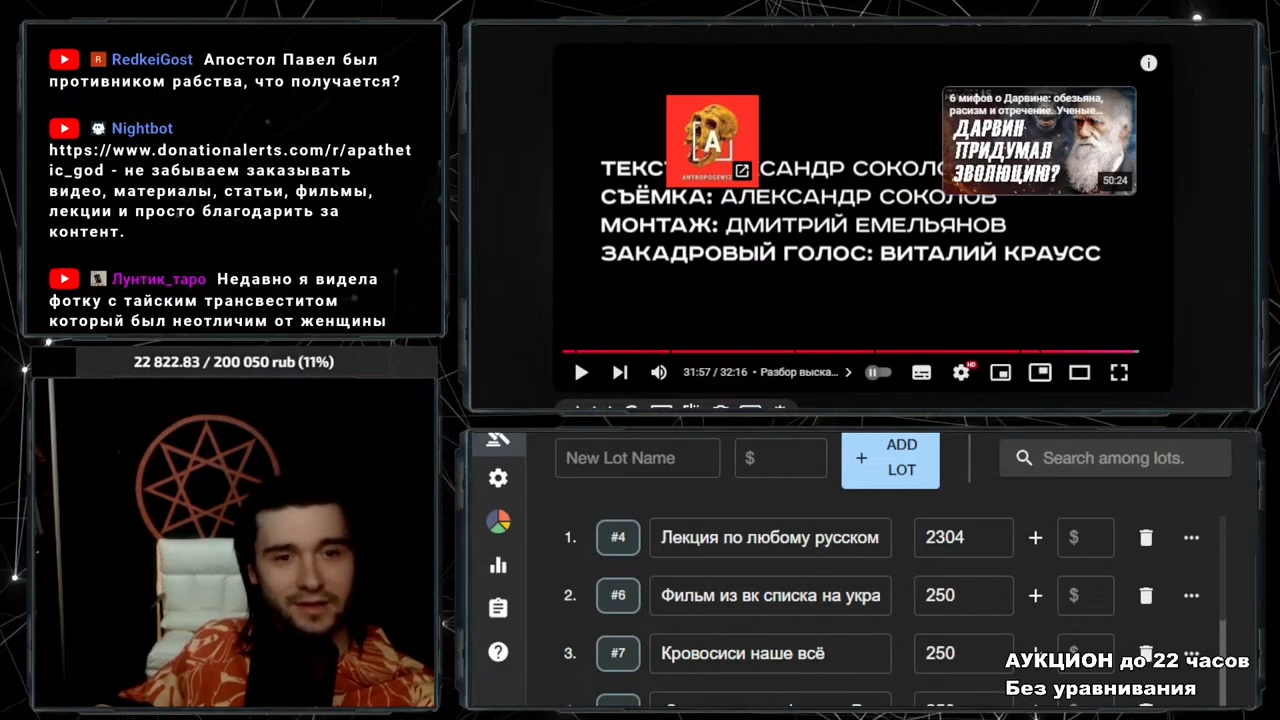 RedkeiGost Апостол Павел был
противником рабства, что получается?
Nightbot
https://www.donationalerts.com/r/apathet
ic_god - не забываем заказывать
видео, материалы, статьи, фильмы,
лекции и просто благодарить за
контент.
Лунтик_таро Недавно я видела
фотку с тайским трансвеститом
который был неотличим от женщины
22 822.83 / 200 050 rub (11%)
6 мифов о Дарвине: обезьяна,
расизм и отречение. Ученые...
ДАРВИН
ПРИДУМАЛ
ЭВОЛЮЦИЮ?
50:24
A
ANTROPOGENEZ
СЪЁМКА: АЛЕКСАНДР СОКОЛОВ
МОНТАЖ: ДМИТРИЙ ЕМЕЛЬЯНОВ
ЗАКАДРОВЫЙ ГОЛОС: ВИТАЛИЙ КРАУСС
31:57 / 32:16 • Разбор выска...
HD
New Lot Name $ + ADD LOT Search among lots.
1. #4 Лекция по любому русском 2304 + $
2. #6 Фильм из вк списка на укра 250 + $
3. #7 Кровосиси наше всё 250
АУКЦИОН до 22 часов
Без уравнивания